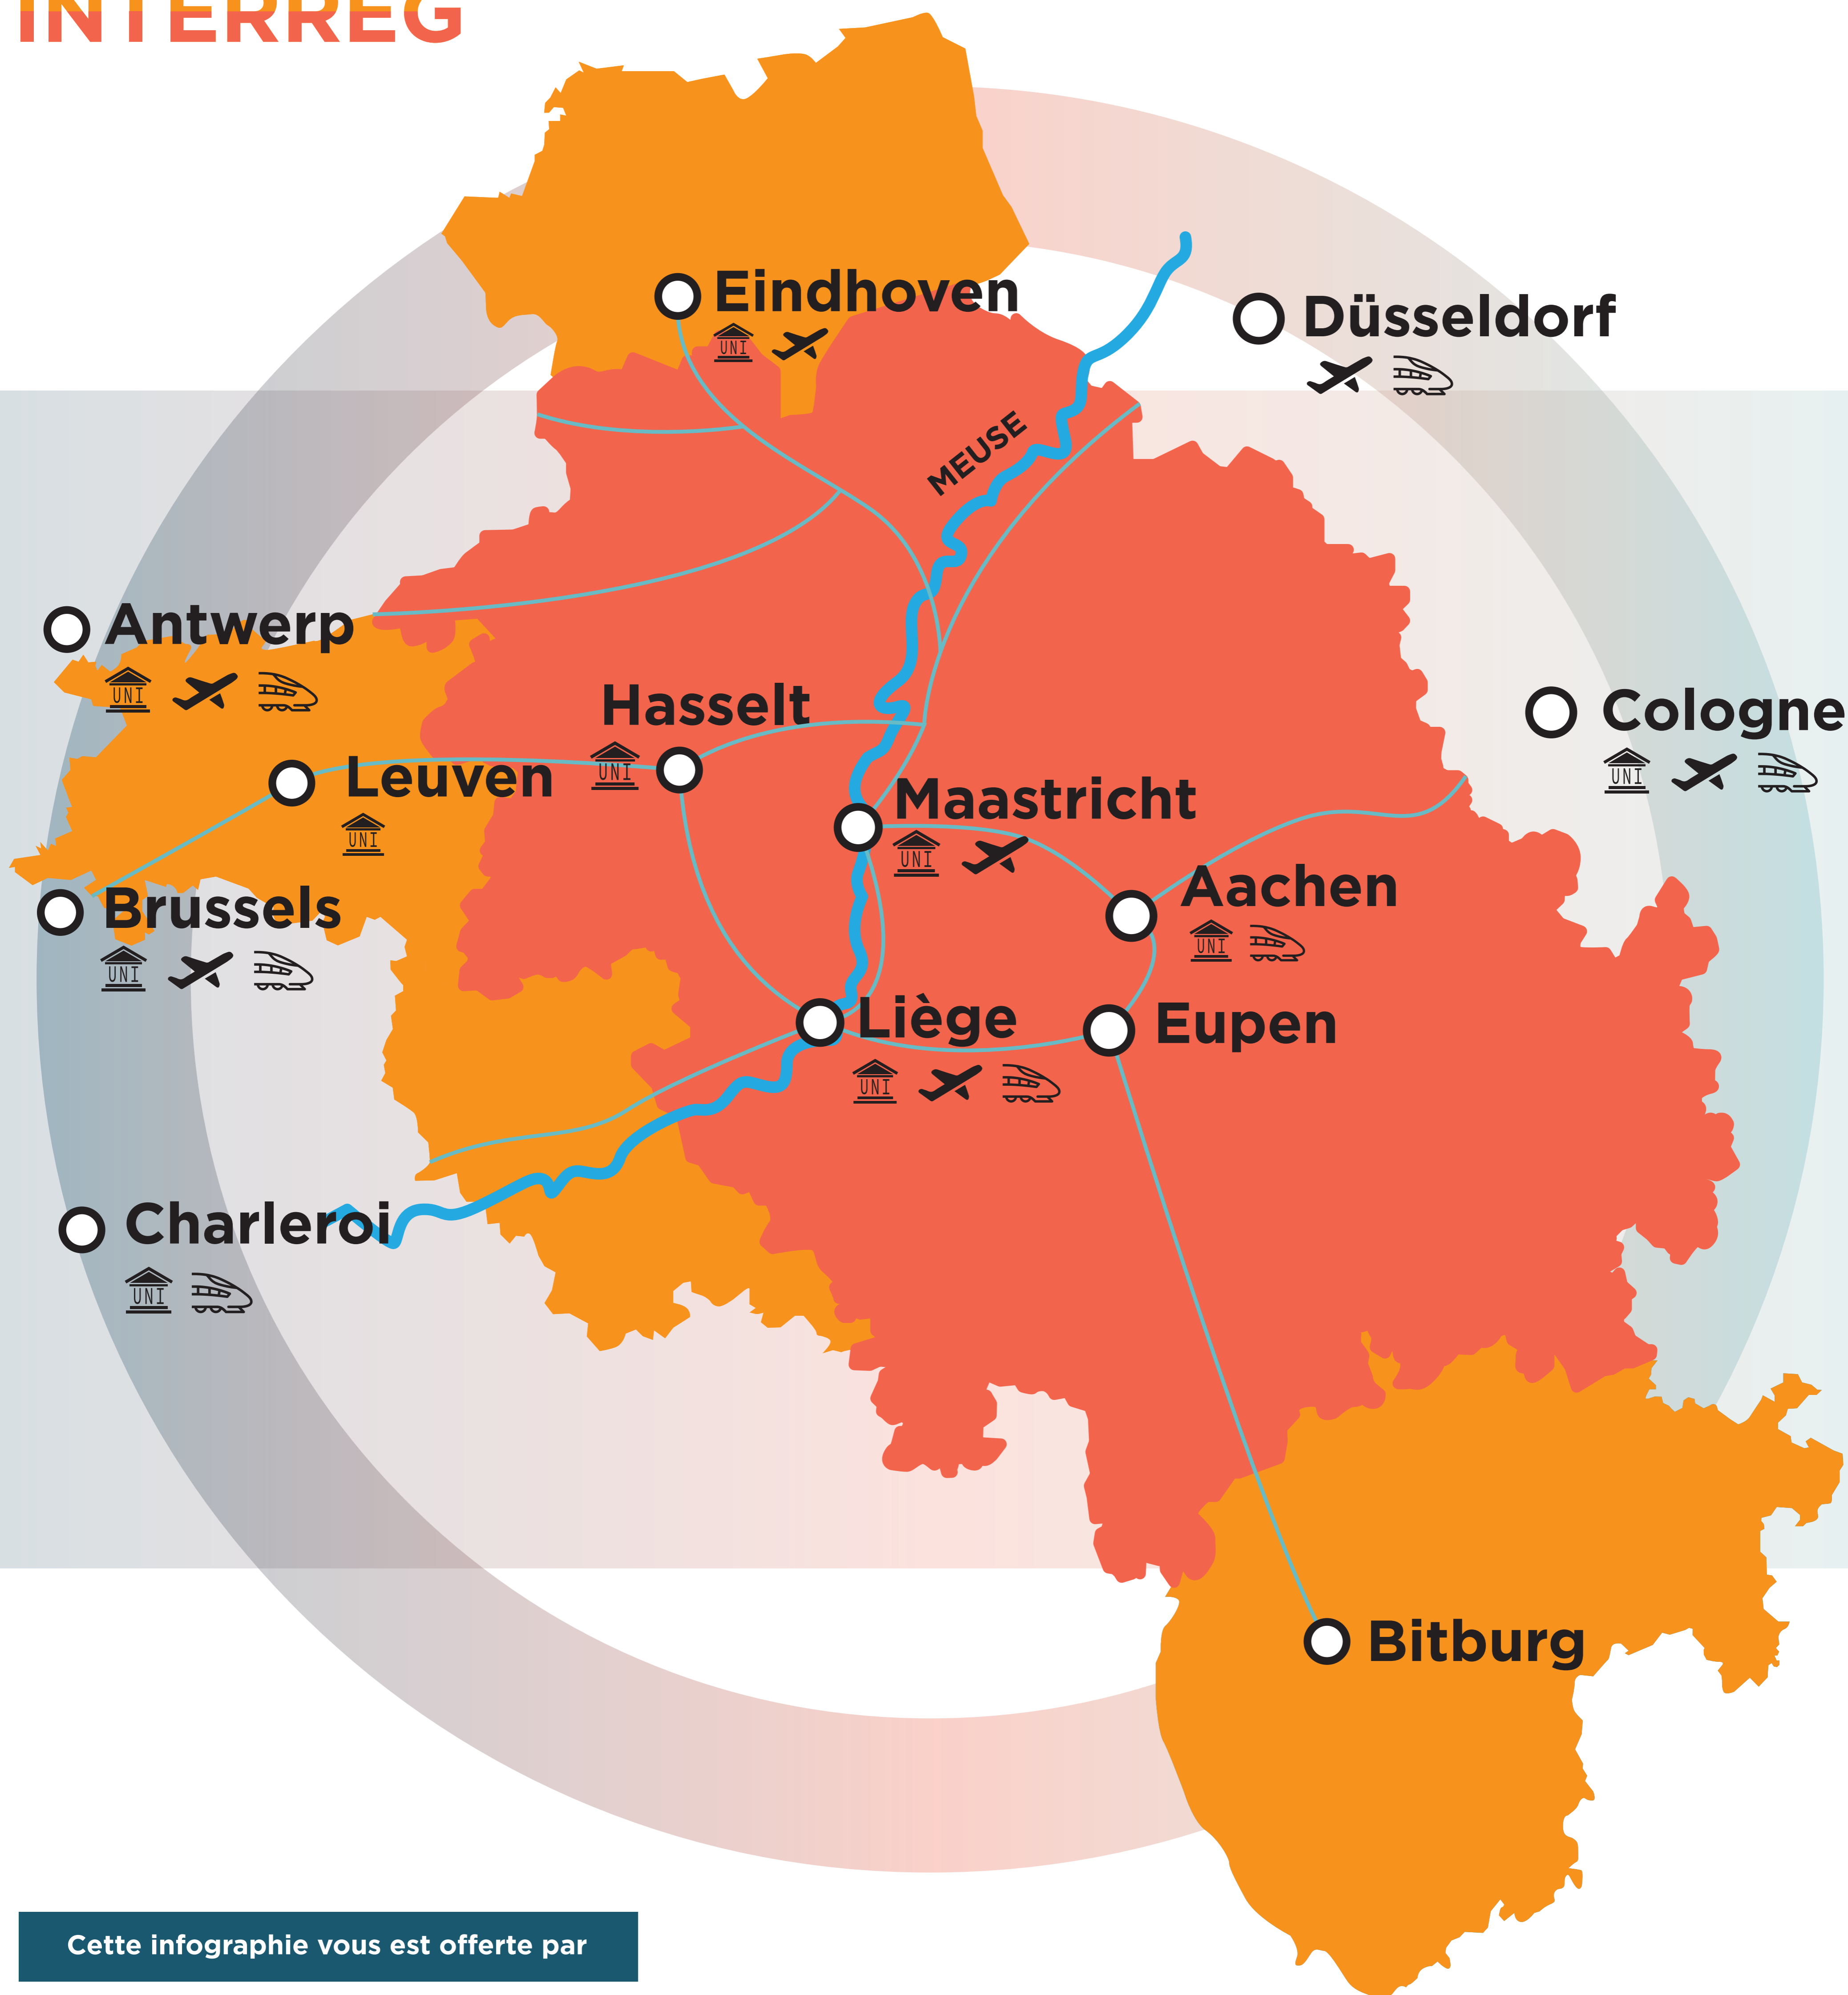 INTERREG
Eindhoven
UNI
Düsseldorf
MEUSE
Antwerp
UNI
Hasselt
UNI
Cologne
UNI
Leuven
UNI
Maastricht
UNI
Aachen
UNI
Brussels
UNI
Liège
UNI
Eupen
Charleroi
UNI
Bitburg
Cette infographie vous est offerte par